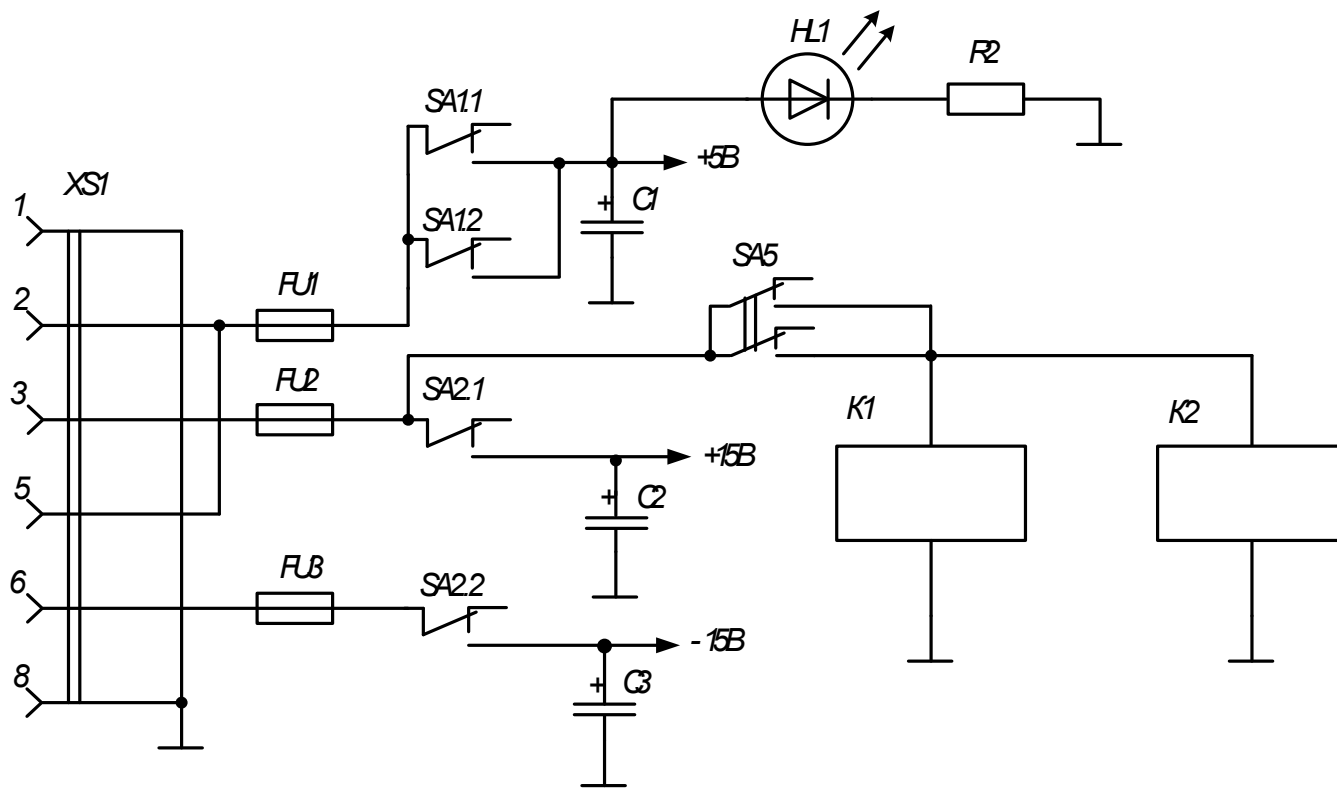 HL1
R2
SA1.1
+5В
XS1
1
C1
SA1.2
SA5
FU1
2
FU2
SA2.1
3
K1
K2
+15В
5
C2
FU3
SA2.2
6
-15В
8
C3
+
+
+